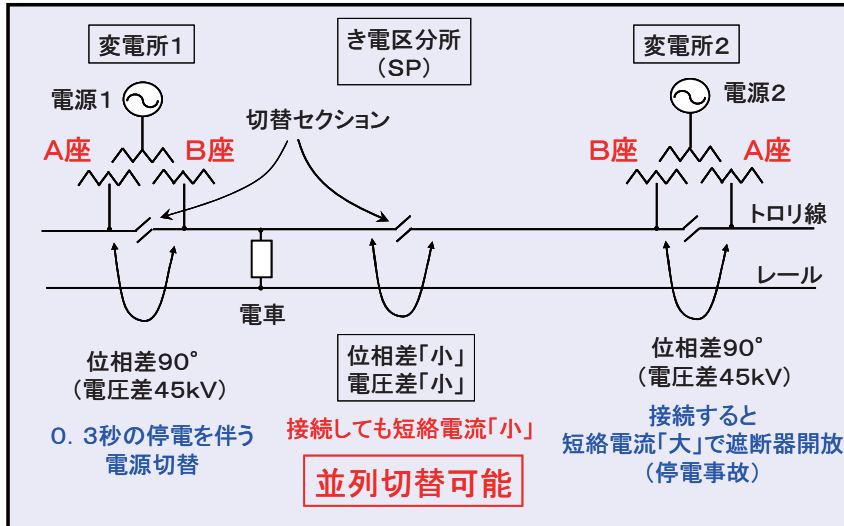 変電所1
き電区分所
(SP)
変電所2
電源1
電源2
切替セクション
A座
B座
B座
A座
トロリ線
レール
電車
位相差90°
(電圧差45kV)
位相差「小」
電圧差「小」
位相差90°
(電圧差45kV)
0.3秒の停電を伴う
電源切替
接続しても短絡電流「小」
並列切替可能
接続すると
短絡電流「大」で遮断器開放
(停電事故)